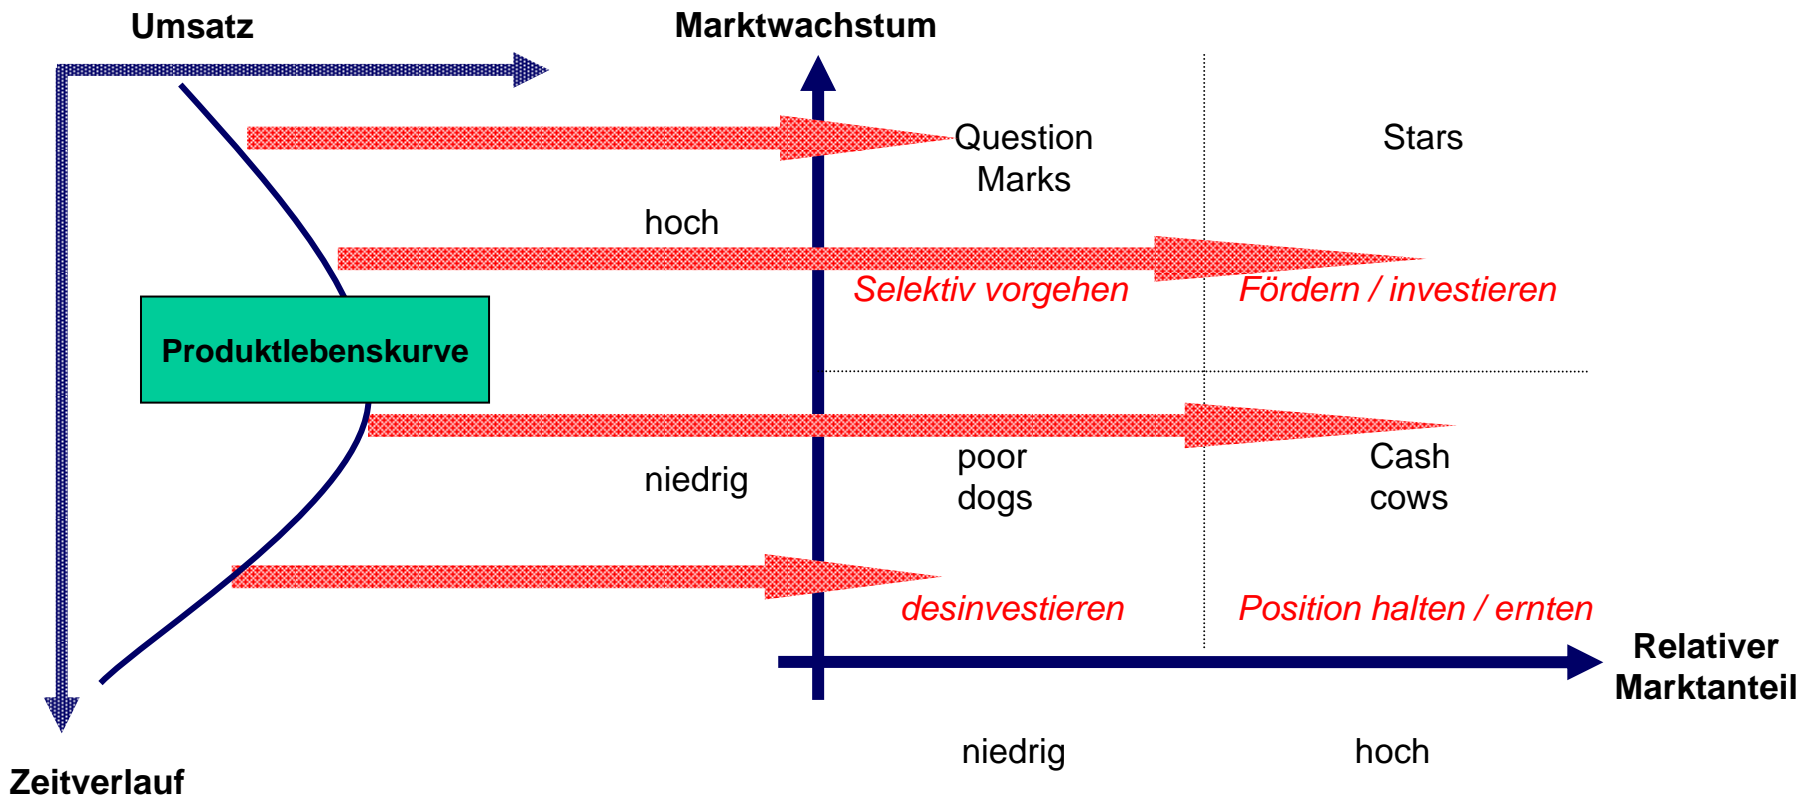 Umsatz
Marktwachstum
Question
Marks
Stars
hoch
Selektiv vorgehen
Fördern / investieren
Produktlebenskurve
poor
dogs
Cash
cows
niedrig
desinvestieren
Position halten / ernten
Relativer
Marktanteil
niedrig
hoch
Zeitverlauf